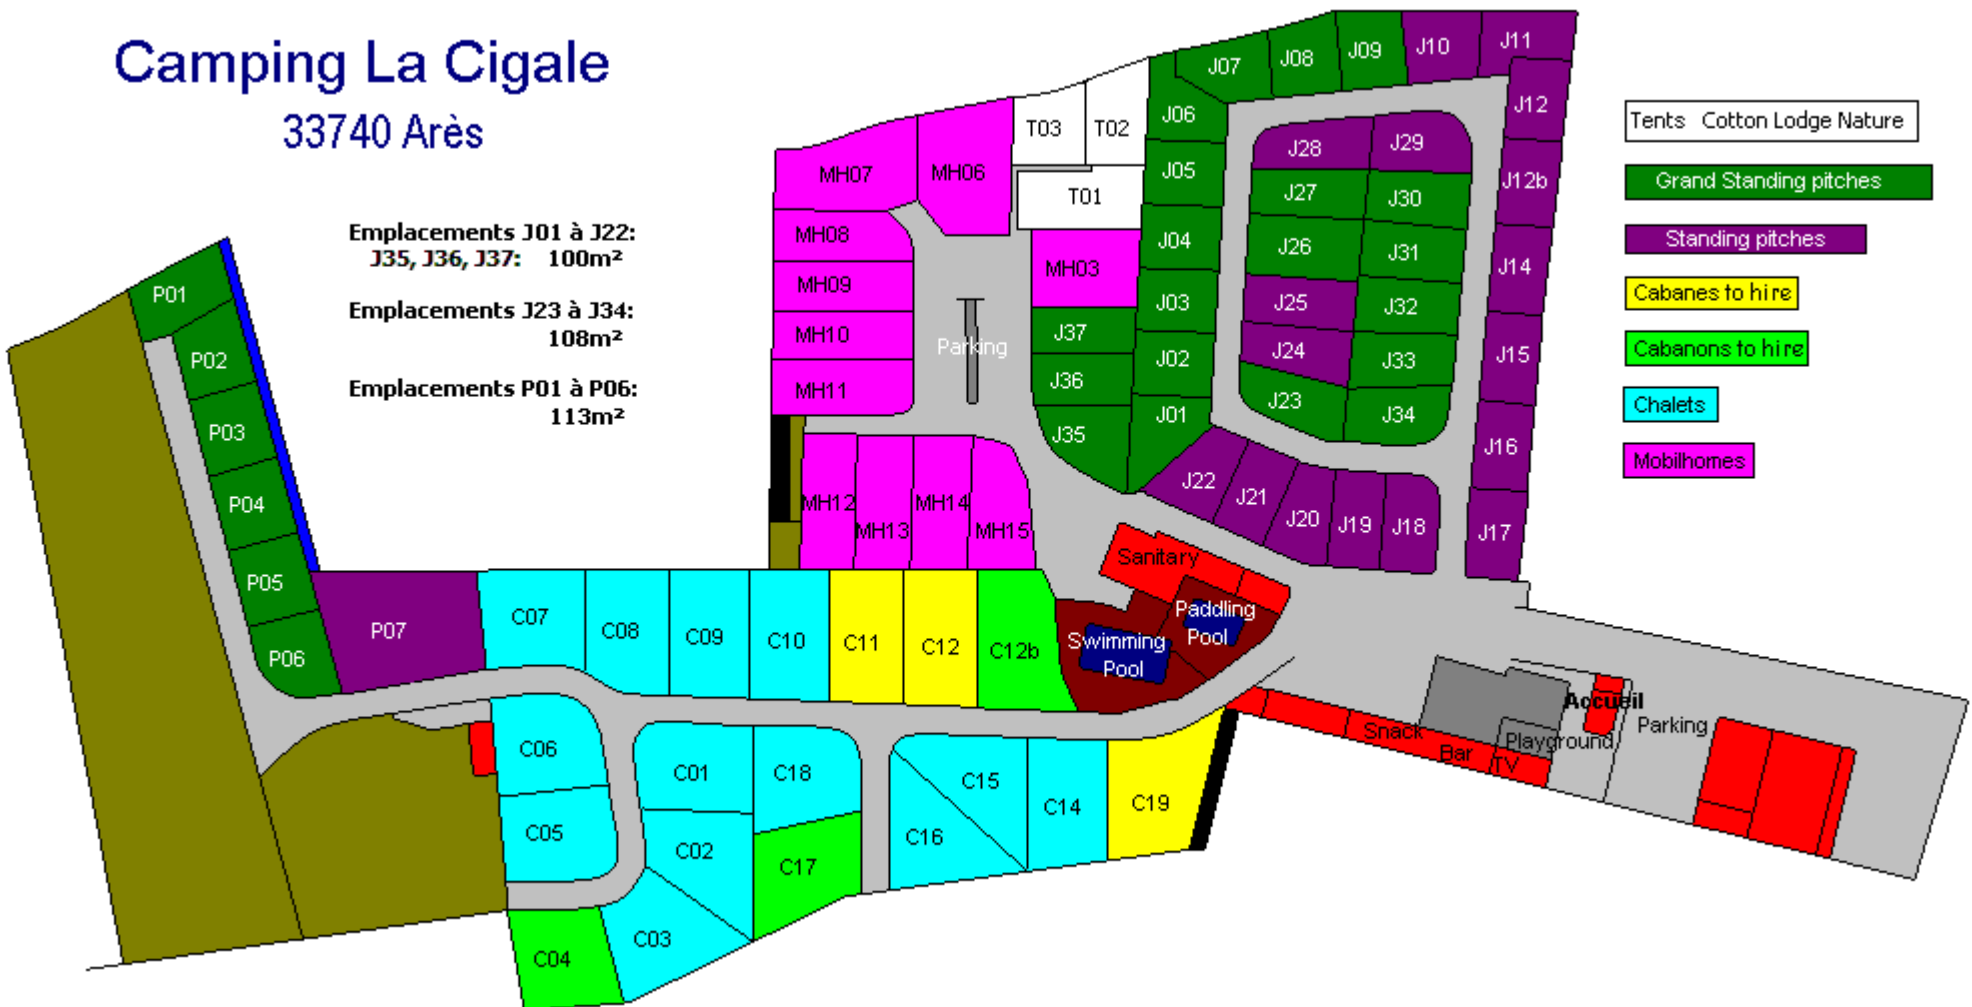 Camping La Cigale
33740 Arès
Emplacements J01 à J22:
J35, J36, J37: 100m²
Emplacements J23 à J34:
108m²
Emplacements P01 à P06:
113m²
Tents Cotton Lodge Nature
Grand Standing pitches
Standing pitches
Cabanes to hire
Cabanons to hire
Chalets
Mobilhomes
P01
P02
P03
P04
P05
P06
P07
MH07
MH06
MH08
MH09
MH10
MH11
MH12
MH13
MH14
MH15
MH03
T03
T02
T01
Parking
J37
J36
J35
J07
J08
J09
J10
J11
J06
J05
J04
J03
J02
J01
J12
J12b
J14
J15
J16
J17
J28
J29
J27
J30
J26
J31
J25
J32
J24
J33
J23
J34
J22
J21
J20
J19
J18
Sanitary
Paddling
Pool
Swimming
Pool
C07
C08
C09
C10
C11
C12
C12b
C06
C05
C01
C18
C02
C17
C03
C04
C15
C16
C14
C19
Snack
Bar
TV
Playground
Accueil
Parking